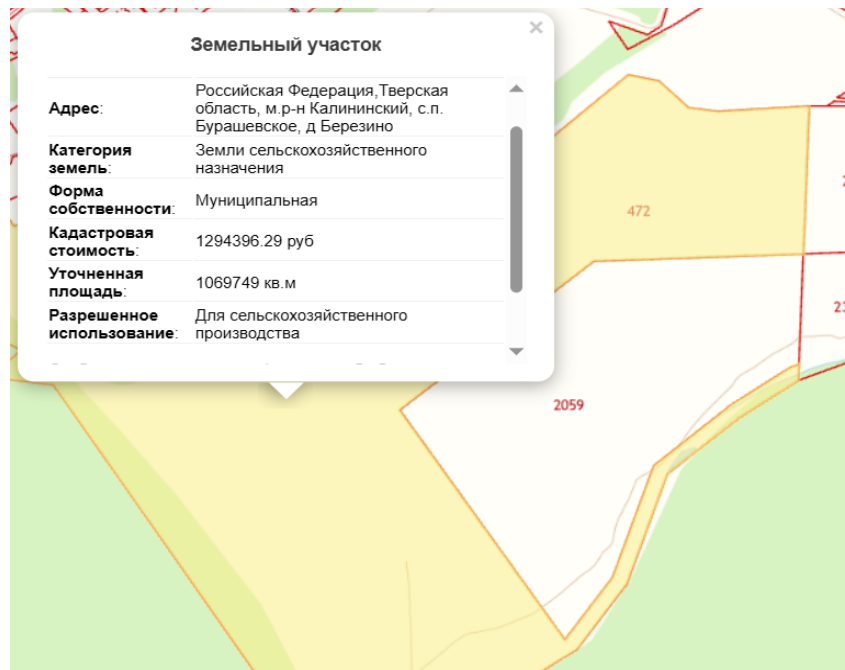 Земельный участок
×
Адрес:
Российская Федерация,Тверская
область, м.р-н Калининский, с.п.
Бурашевское, д Березино
Категория
земель:
Земли сельскохозяйственного
назначения
Форма
собственности:
Муниципальная
Кадастровая
стоимость:
1294396.29 руб
Уточненная
площадь:
1069749 кв.м
Разрешенное
использование:
Для сельскохозяйственного
производства
472
2059